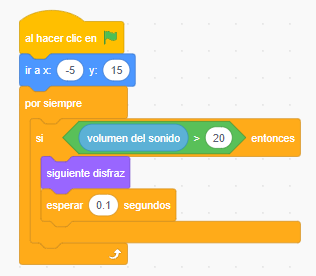 al hacer clic en
ir a x: -5 y: 15
por siempre
si volumen del sonido > 20 entonces
siguiente disfraz
esperar 0.1 segundos